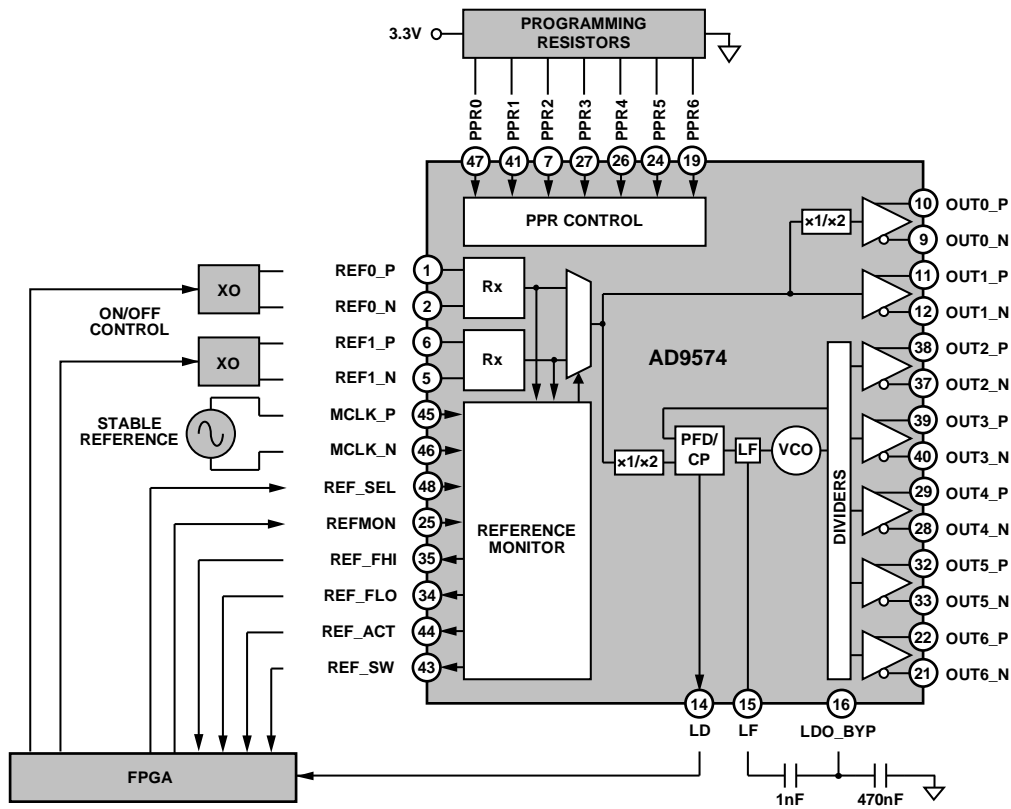 PROGRAMMING
RESISTORS
3.3V
PPR0
PPR1
PPR2
PPR3
PPR4
PPR5
PPR6
47
41
7
27
26
24
19
PPR CONTROL
×1/×2
10
OUT0_P
9
OUT0_N
11
OUT1_P
12
OUT1_N
38
OUT2_P
37
OUT2_N
39
OUT3_P
40
OUT3_N
29
OUT4_P
28
OUT4_N
32
OUT5_P
33
OUT5_N
22
OUT6_P
21
OUT6_N
XO
ON/OFF
CONTROL
XO
STABLE
REFERENCE
REF0_P
1
REF0_N
2
Rx
REF1_P
6
REF1_N
5
Rx
MCLK_P
45
MCLK_N
46
REF_SEL
48
REFMON
25
REF_FHI
35
REF_FLO
34
REF_ACT
44
REF_SW
43
REFERENCE
MONITOR
AD9574
×1/×2
PFD/
CP
LF
VCO
DIVIDERS
14
LD
15
LF
16
LDO_BYP
FPGA
1nF
470nF